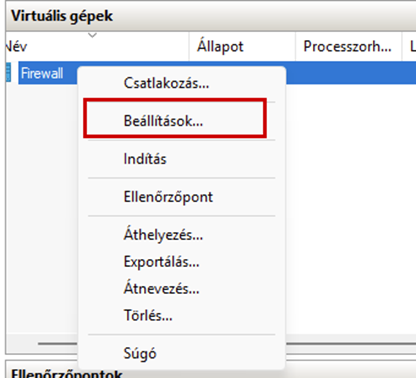 Virtuális gépek
Név Állapot Processzorh...
Firewall
Csatlakozás...
Beállítások...
Indítás
Ellenőrzőpont
Áthelyezés...
Exportálás...
Átnevezés...
Törlés...
Súgó
Ellenőrzőpontok